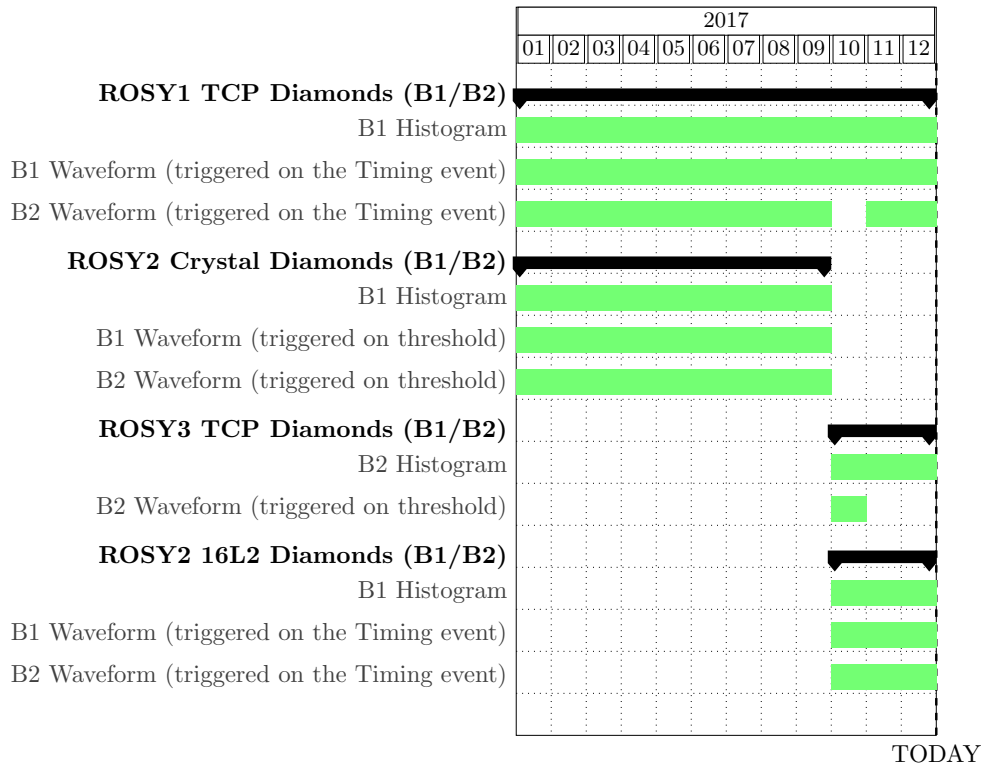 2017
01 02 03 04 05 06 07 08 09 10 11 12
ROSY1 TCP Diamonds (B1/B2)
B1 Histogram
B1 Waveform (triggered on the Timing event)
B2 Waveform (triggered on the Timing event)
ROSY2 Crystal Diamonds (B1/B2)
B1 Histogram
B1 Waveform (triggered on threshold)
B2 Waveform (triggered on threshold)
ROSY3 TCP Diamonds (B1/B2)
B2 Histogram
B2 Waveform (triggered on threshold)
ROSY2 16L2 Diamonds (B1/B2)
B1 Histogram
B1 Waveform (triggered on the Timing event)
B2 Waveform (triggered on the Timing event)
TODAY